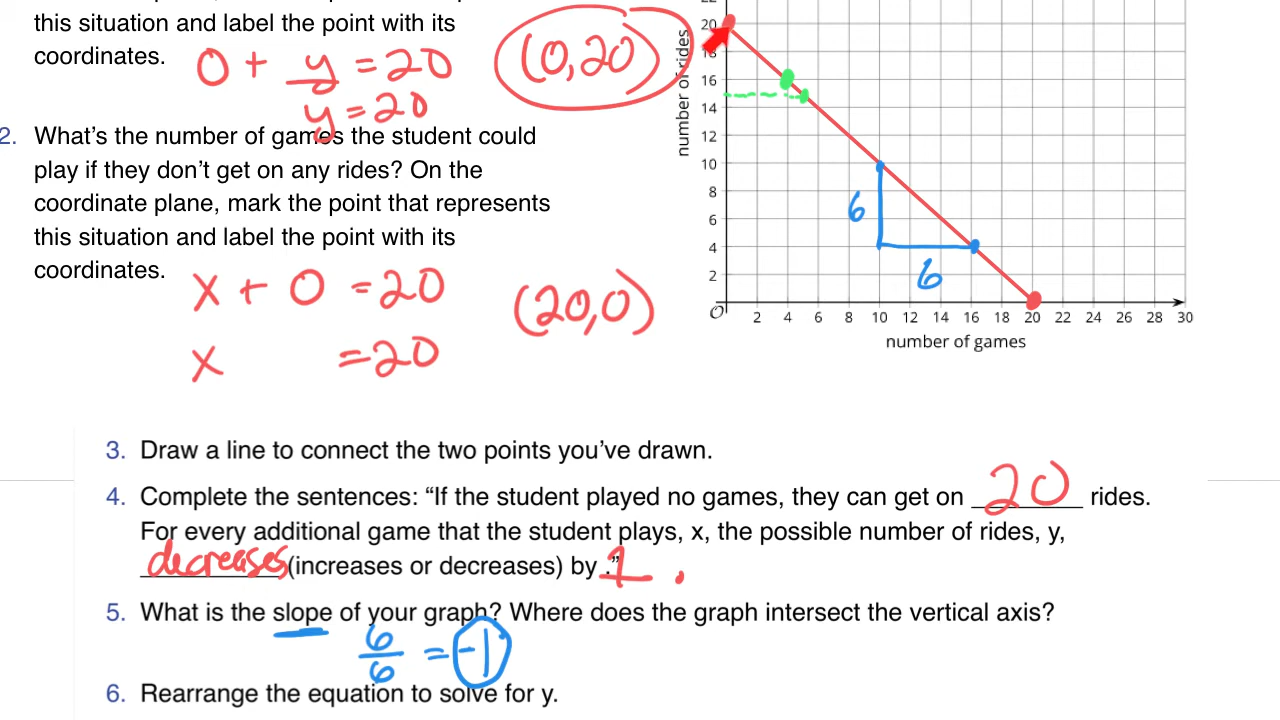 this situation and label the point with its
coordinates.
0 + y = 20
y = 20
(0,20)
2. What's the number of games the student could
play if they don't get on any rides? On the
coordinate plane, mark the point that represents
this situation and label the point with its
coordinates.
x + 0 = 20
x = 20
(20,0)
number of rides
20
18
16
14
12
10
8
6
4
2
6
6
O
2 4 6 8 10 12 14 16 18 20 22 24 26 28 30
number of games
3. Draw a line to connect the two points you've drawn.
4. Complete the sentences: “If the student played no games, they can get on 20 rides.
For every additional game that the student plays, x, the possible number of rides, y,
decreases (increases or decreases) by 1 .”
5. What is the slope of your graph? Where does the graph intersect the vertical axis?
6/6 = -1
6. Rearrange the equation to solve for y.